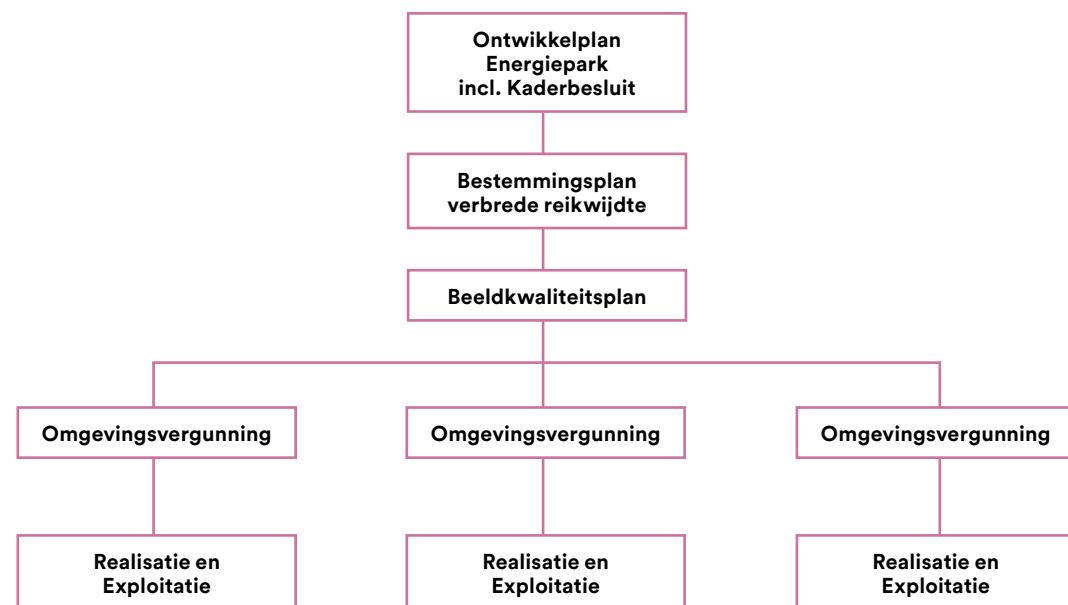 Ontwikkelplan
Energiepark
incl. Kaderbesluit
Bestemmingsplan
verbrede reikwijdte
Beeldkwaliteitsplan
Omgevingsvergunning
Omgevingsvergunning
Omgevingsvergunning
Realisatie en
Exploitatie
Realisatie en
Exploitatie
Realisatie en
Exploitatie